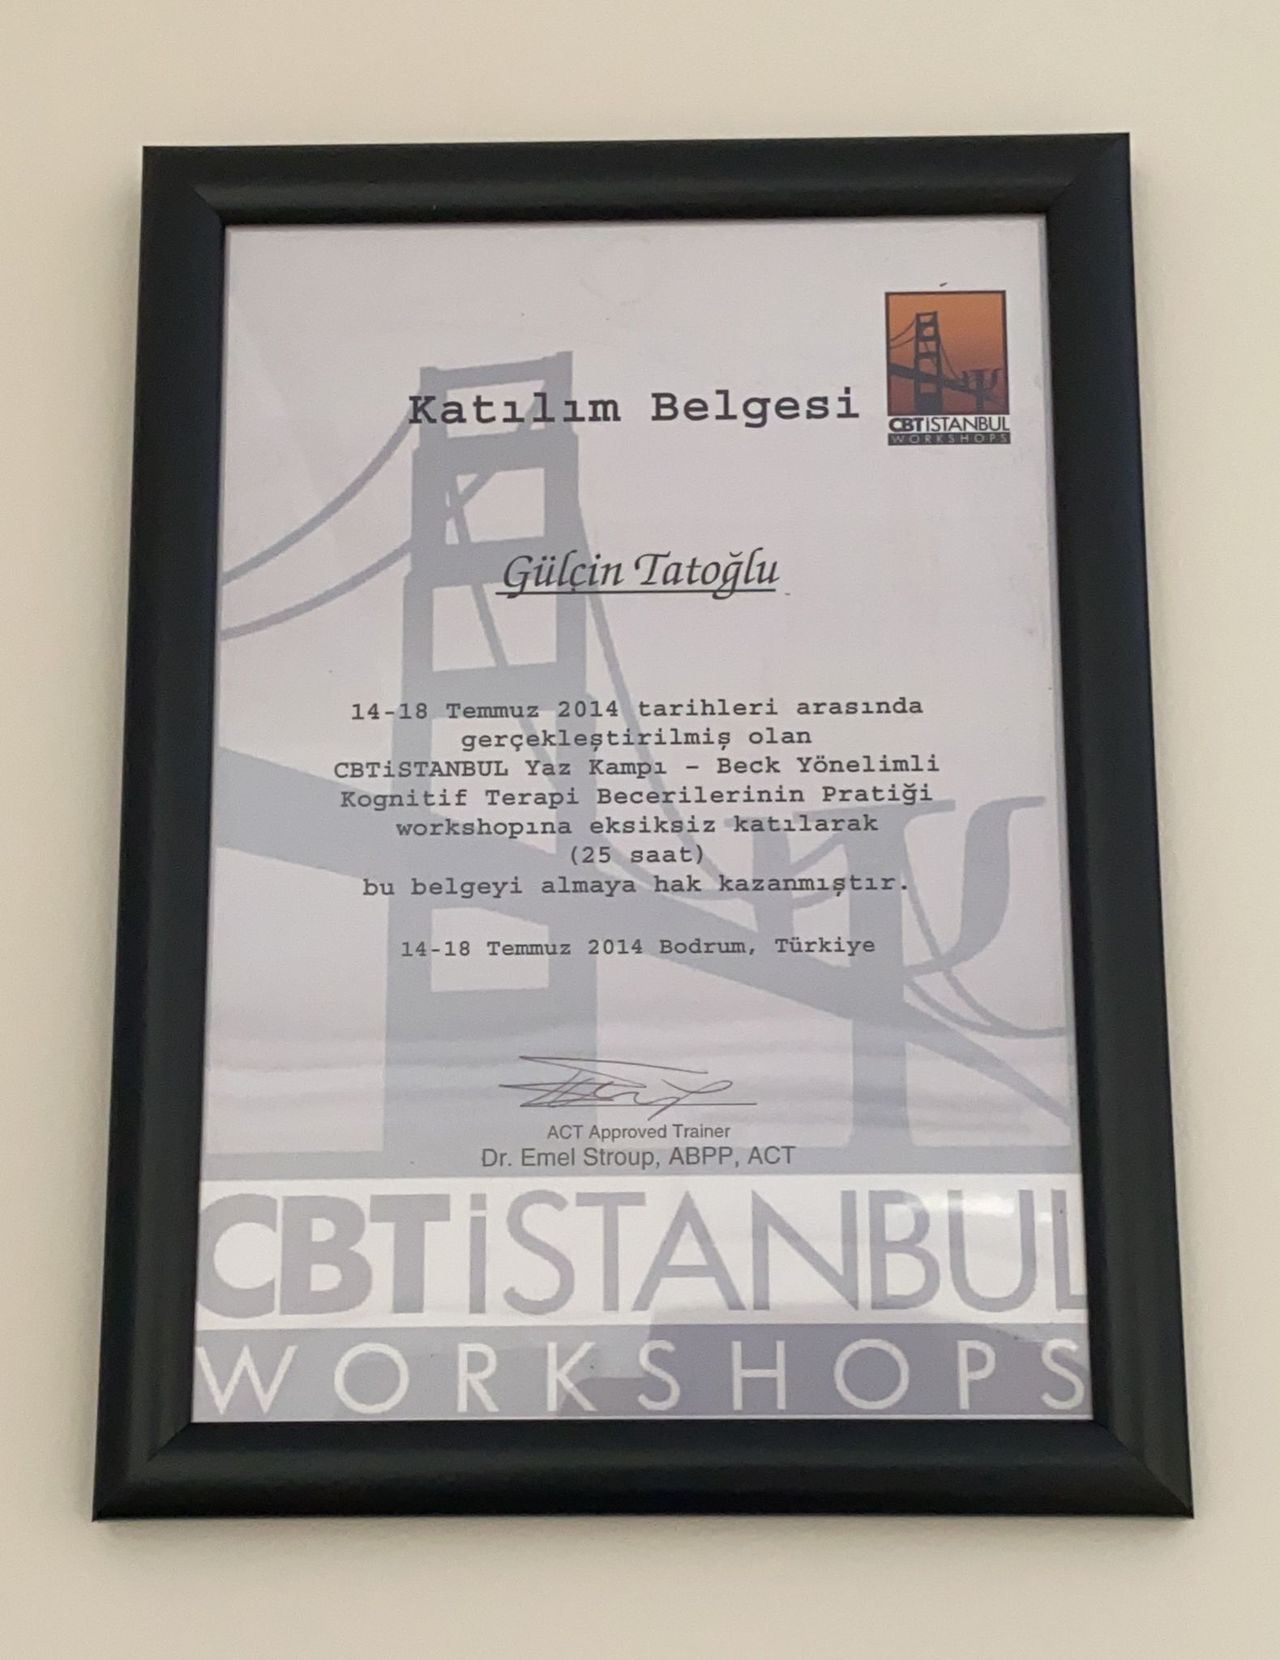 Katılım Belgesi
CBTiSTANBUL
WORKSHOPS
Gülçin Tatoğlu
14-18 Temmuz 2014 tarihleri arasında
gerçekleştirilmiş olan
CBTiSTANBUL Yaz Kampı - Beck Yönelimli
Kognitif Terapi Becerilerinin Pratiği
workshopına eksiksiz katılarak
(25 saat)
bu belgeyi almaya hak kazanmıştır.
14-18 Temmuz 2014 Bodrum, Türkiye
ACT Approved Trainer
Dr. Emel Stroup, ABPP, ACT
CBTiSTANBUL
WORKSHOPS